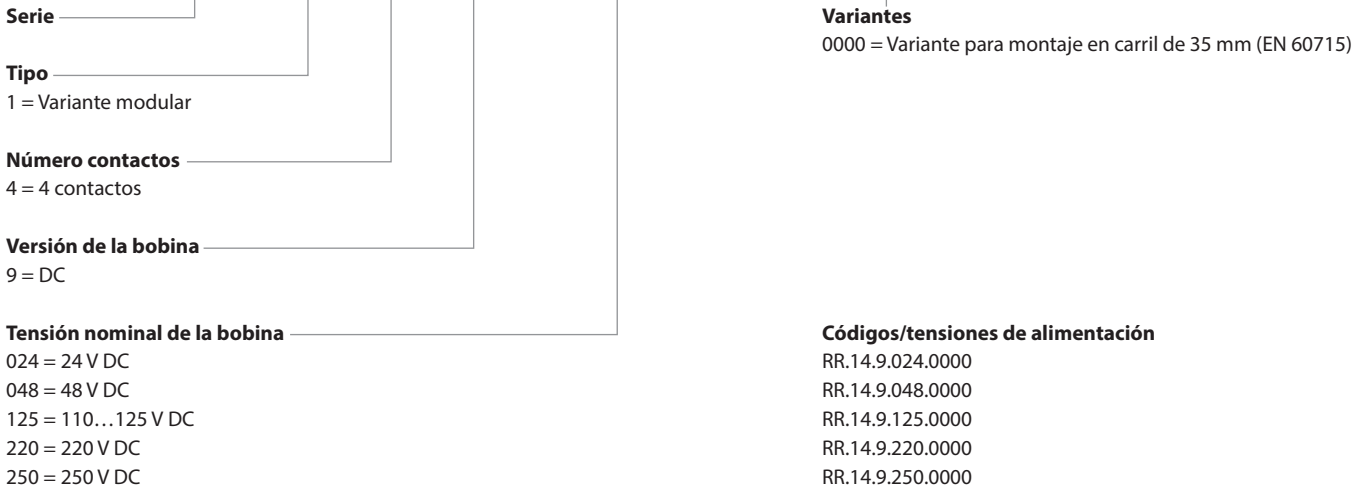 Serie
Tipo
1 = Variante modular
Número contactos
4 = 4 contactos
Versión de la bobina
9 = DC
Tensión nominal de la bobina
024 = 24 V DC
048 = 48 V DC
125 = 110…125 V DC
220 = 220 V DC
250 = 250 V DC
Variantes
0000 = Variante para montaje en carril de 35 mm (EN 60715)
Códigos/tensiones de alimentación
RR.14.9.024.0000
RR.14.9.048.0000
RR.14.9.125.0000
RR.14.9.220.0000
RR.14.9.250.0000